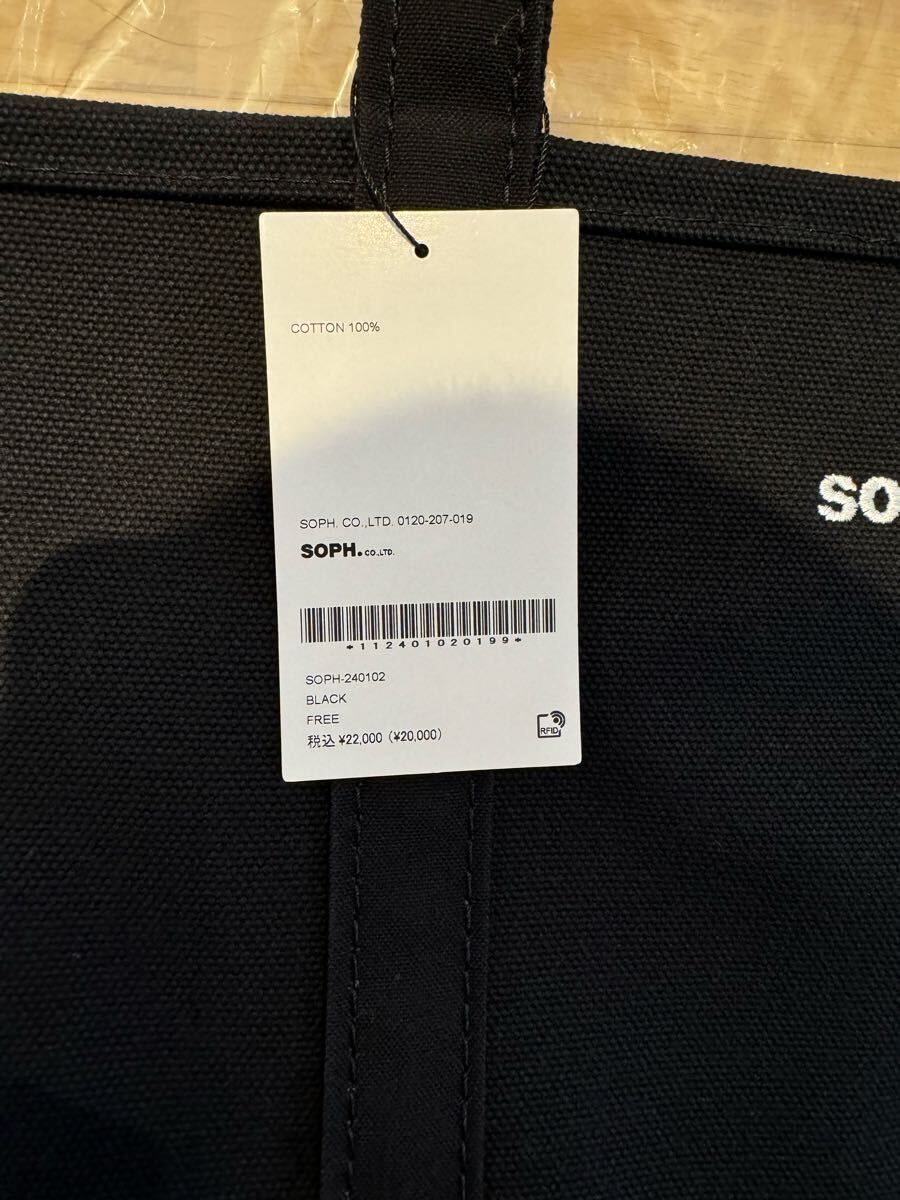 COTTON 100%
SOPH. CO.,LTD. 0120-207-019
SOPH. CO.,LTD.
SO
*112401020199*
SOPH-240102
BLACK
FREE
税込 ¥22,000 (¥20,000)
RFID